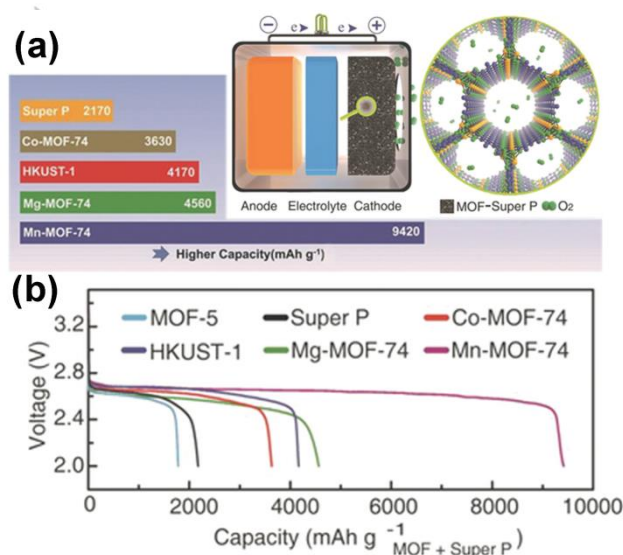 (a)
− e e +
Super P 2170
Co-MOF-74 3630
HKUST-1 4170
Mg-MOF-74 4560
Mn-MOF-74 9420
Higher Capacity(mAh g⁻¹)
Anode Electrolyte Cathode
MOF-Super P O₂
(b)
MOF-5 Super P Co-MOF-74
HKUST-1 Mg-MOF-74 Mn-MOF-74
Voltage (V)
3.2
2.8
2.4
2.0
0 2000 4000 6000 8000 10000
Capacity (mAh g⁻¹ MOF + Super P)